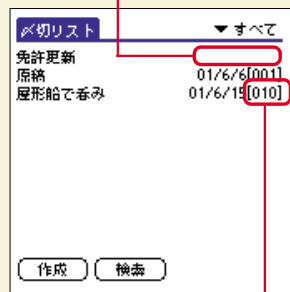 〆切リスト ▼ すべて
免許更新
原稿 01/6/6[001]
屋形船で呑み 01/6/15[010]
作成 検索